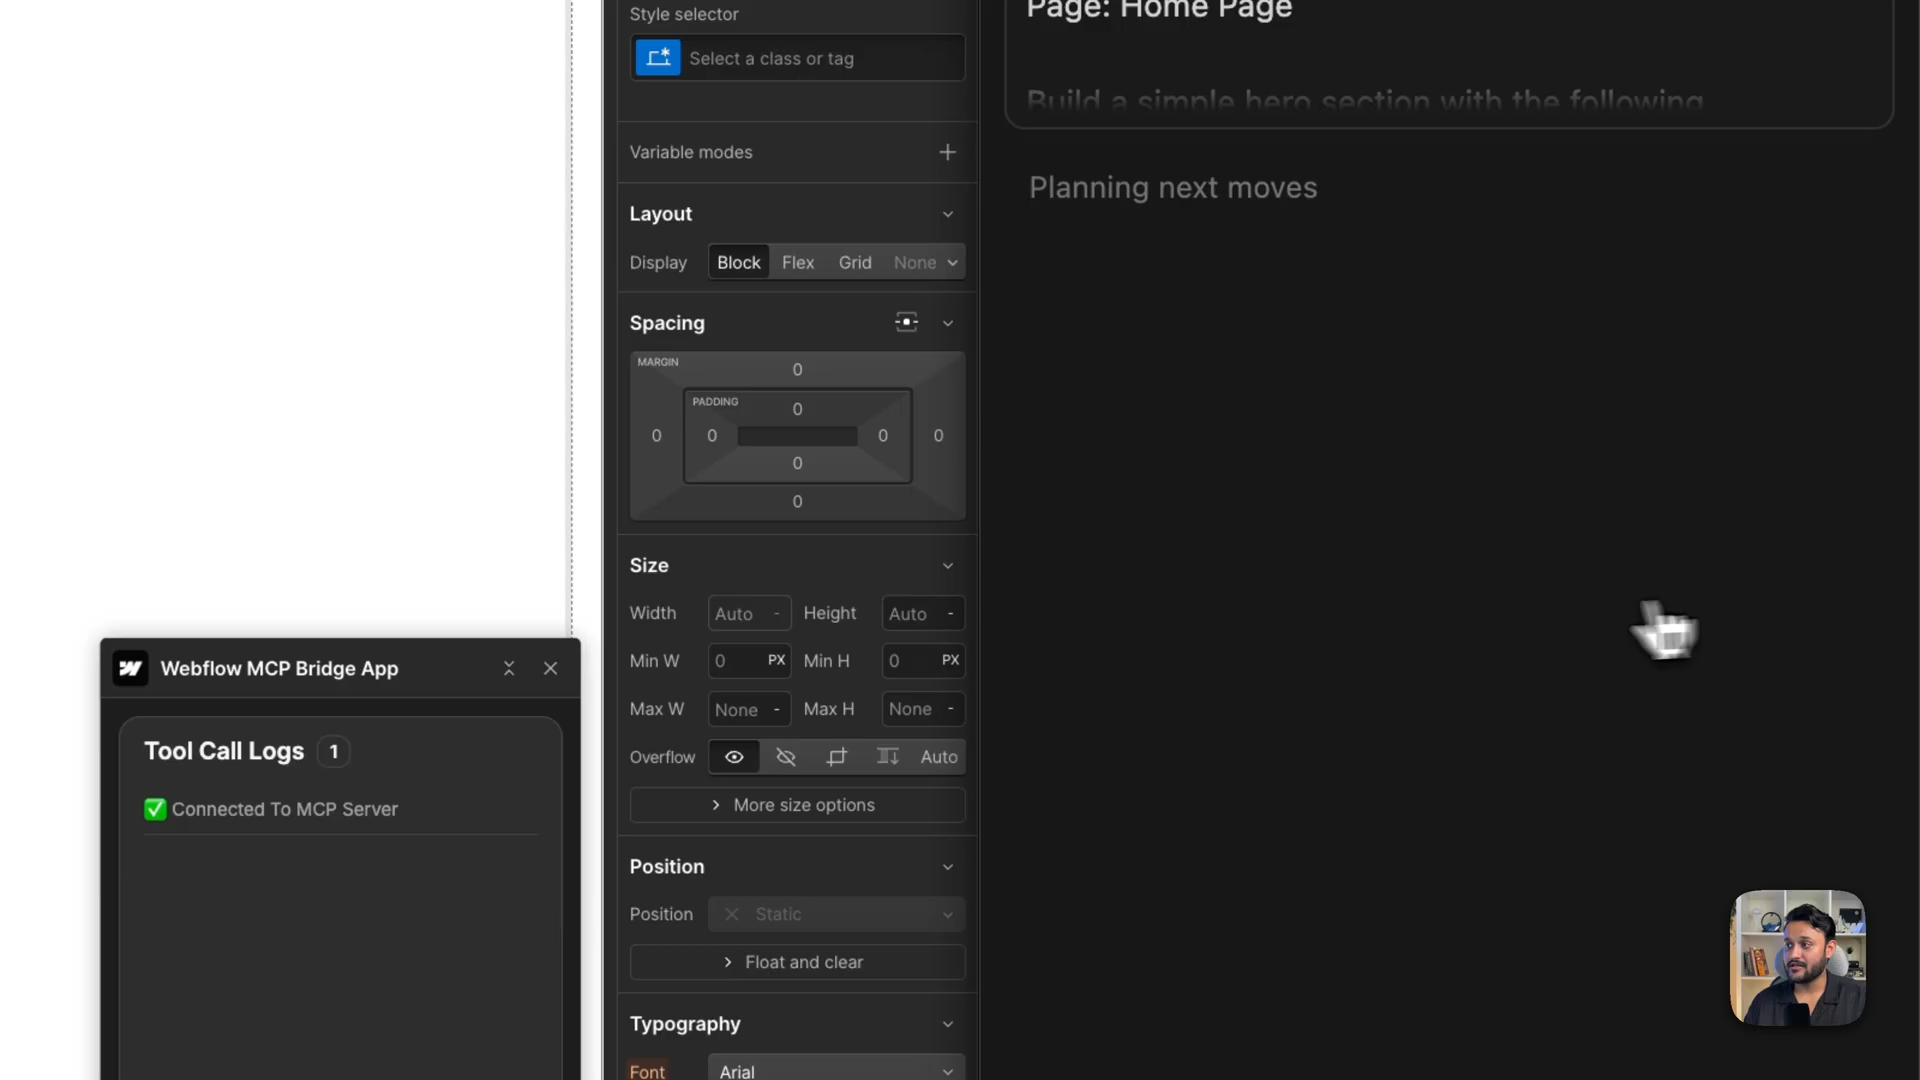 Style selector
Select a class or tag
Variable modes
Layout
Display Block Flex Grid None
Spacing
MARGIN
0
PADDING
0
0 0 0 0
0
0
Size
Width Auto - Height Auto -
Min W 0 PX Min H 0 PX
Max W None - Max H None -
Overflow Auto
More size options
Position
Position Static
Float and clear
Typography
Font Arial
Page: Home Page
Build a simple hero section with the following
Planning next moves
Webflow MCP Bridge App
Tool Call Logs 1
Connected To MCP Server